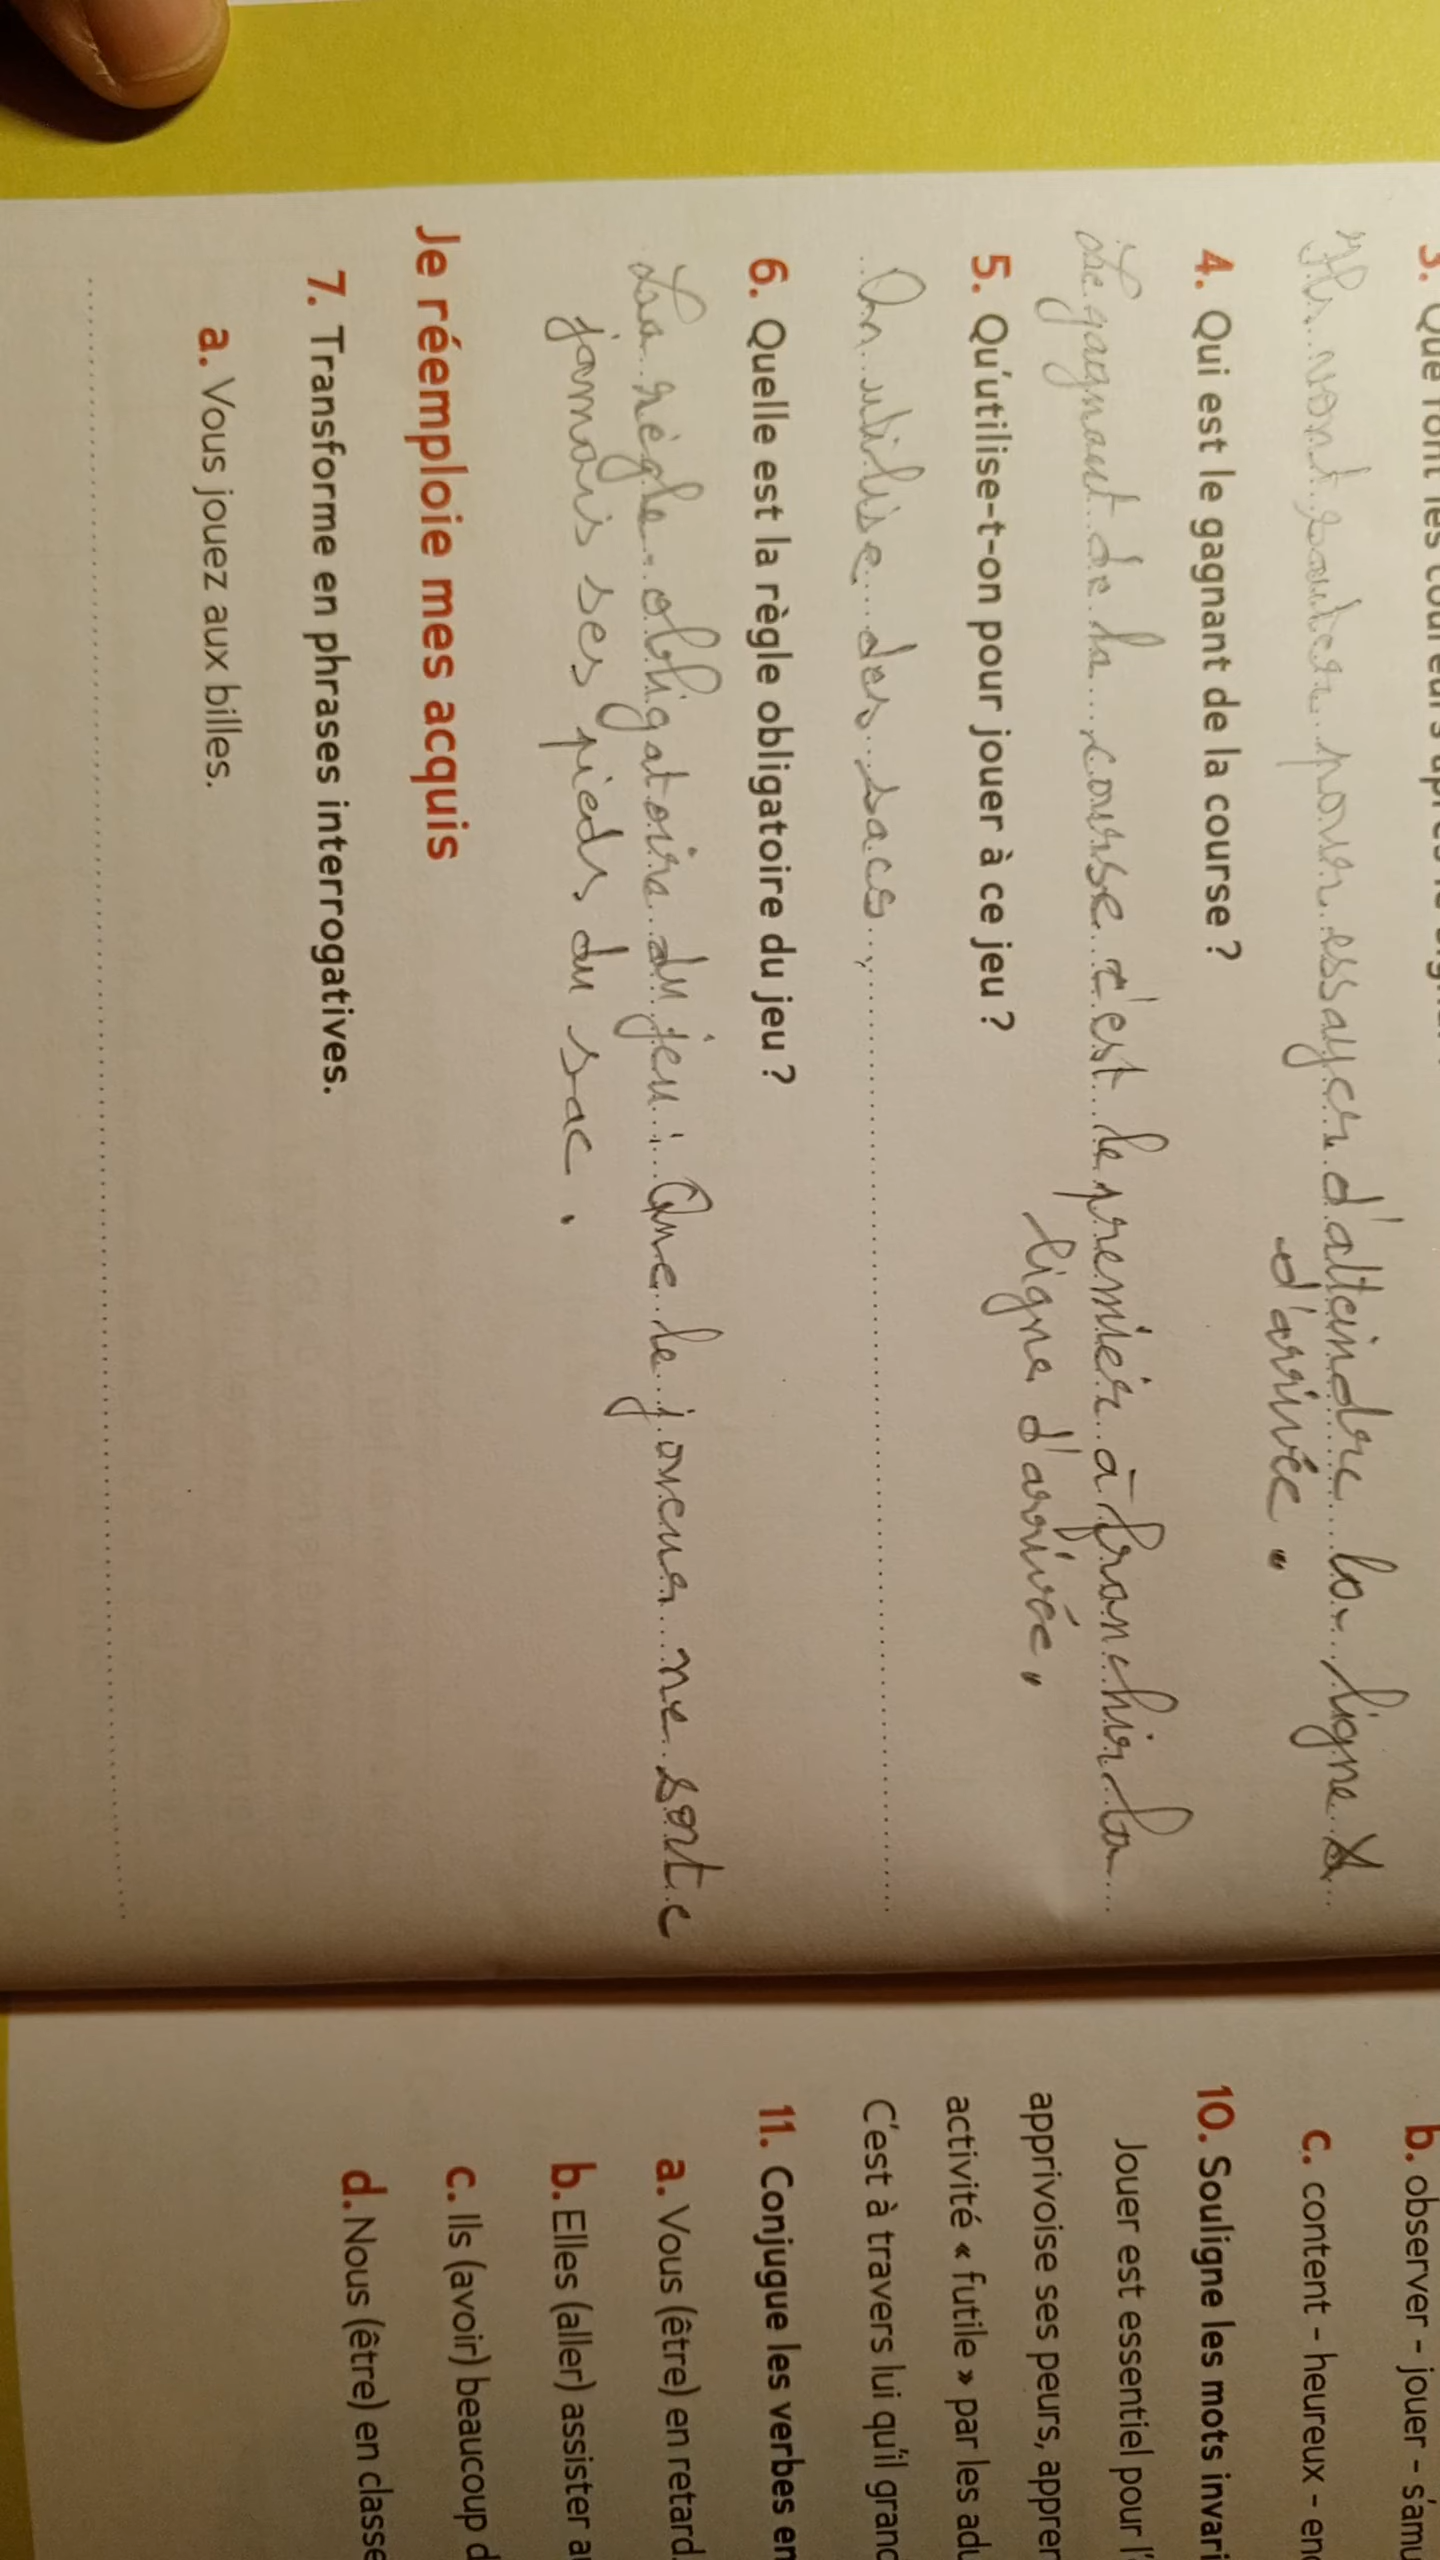 3. Que font les coureurs après le signal ?
Ils vont sauter pour essayer d'atteindre la ligne
d'arrivée.
4. Qui est le gagnant de la course ?
Le gagnant de la course c'est le premier à franchir la
ligne d'arrivée.
5. Qu'utilise-t-on pour jouer à ce jeu ?
On utilise des sacs.
6. Quelle est la règle obligatoire du jeu ?
La régle obligatoire du jeu : Que le joueur ne sorte
jamais ses pieds du sac.
Je réemploie mes acquis
7. Transforme en phrases interrogatives.
a. Vous jouez aux billes.
b. observer - jouer - s'amu
c. content - heureux - en
10. Souligne les mots invari
Jouer est essentiel pour l'
apprivoise ses peurs, appren
activité « futile » par les adu
C'est à travers lui qu'il grand
11. Conjugue les verbes en
a. Vous (être) en retard.
b. Elles (aller) assister a
c. Ils (avoir) beaucoup d
d. Nous (être) en classe